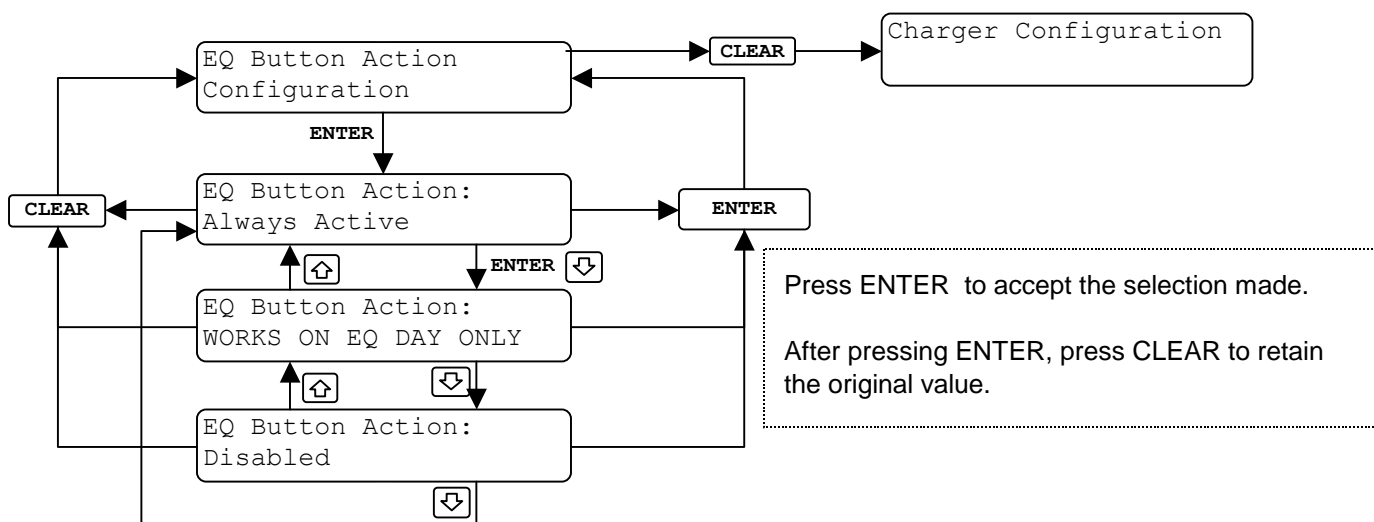 Charger Configuration
CLEAR
EQ Button Action
Configuration
ENTER
EQ Button Action:
Always Active
CLEAR
ENTER
ENTER
EQ Button Action:
WORKS ON EQ DAY ONLY
EQ Button Action:
Disabled
Press ENTER  to accept the selection made.
After pressing ENTER, press CLEAR to retain
the original value.